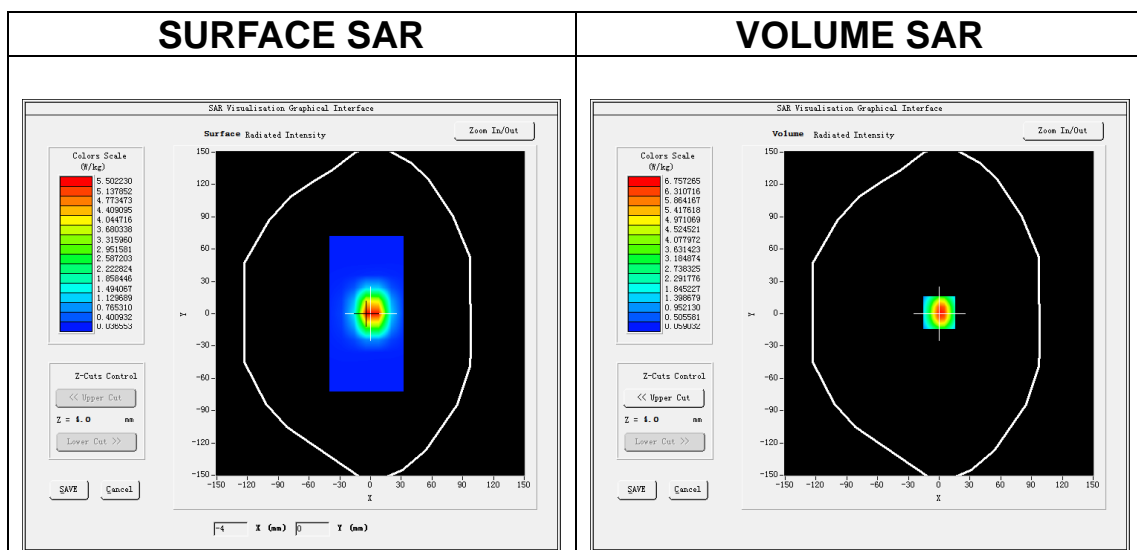 SURFACE SAR
VOLUME SAR
SAR Visualisation Graphical Interface
Surface Radiated Intensity
Zoom In/Out
Colors Scale
(W/kg)
5.502230
5.137852
4.773473
4.409095
4.044716
3.680338
3.315960
2.951581
2.587203
2.222824
1.858446
1.494067
1.129689
0.765310
0.400932
0.036553
150
120
90
60
30
0
-30
-60
-90
-120
-150
Y
-150 -120 -90 -60 -30 0 30 60 90 120 150
X
Z-Cuts Control
<< Upper Cut
Z = 4.0 mm
Lower Cut >>
SAVE Cancel
-4 X (mm) 0 Y (mm)
SAR Visualisation Graphical Interface
Volume Radiated Intensity
Zoom In/Out
Colors Scale
(W/kg)
6.757265
6.310716
5.864167
5.417618
4.971069
4.524521
4.077972
3.631423
3.184874
2.738325
2.291776
1.845227
1.398679
0.952130
0.505581
0.059032
150
120
90
60
30
0
-30
-60
-90
-120
-150
Y
-150 -120 -90 -60 -30 0 30 60 90 120 150
X
Z-Cuts Control
<< Upper Cut
Z = 4.0 mm
Lower Cut >>
SAVE Cancel